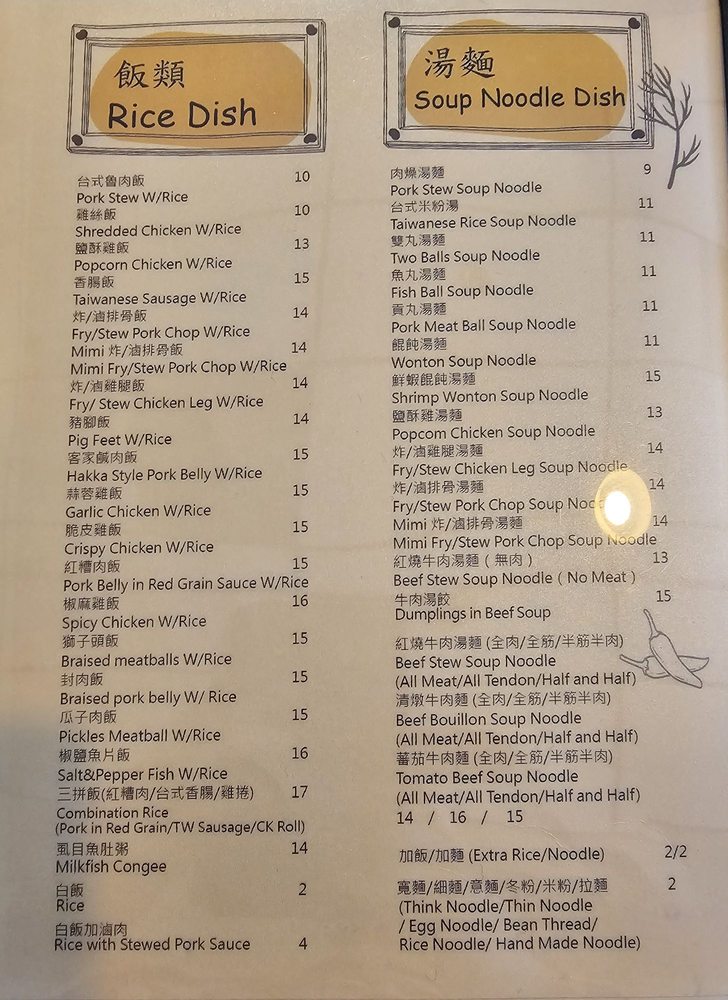 飯類
Rice Dish
台式魯肉飯 10
Pork Stew W/Rice
雞絲飯 10
Shredded Chicken W/Rice
鹽酥雞飯 13
Popcorn Chicken W/Rice
香腸飯 15
Taiwanese Sausage W/Rice
炸/滷排骨飯 14
Fry/Stew Pork Chop W/Rice
Mimi 炸/滷排骨飯 14
Mimi Fry/Stew Pork Chop W/Rice
炸/滷雞腿飯 14
Fry/ Stew Chicken Leg W/Rice
豬腳飯 14
Pig Feet W/Rice
客家鹹肉飯 15
Hakka Style Pork Belly W/Rice
蒜蓉雞飯 15
Garlic Chicken W/Rice
脆皮雞飯 15
Crispy Chicken W/Rice
紅糟肉飯 15
Pork Belly in Red Grain Sauce W/Rice
椒麻雞飯 16
Spicy Chicken W/Rice
獅子頭飯 15
Braised meatballs W/Rice
封肉飯 15
Braised pork belly W/ Rice
瓜子肉飯 15
Pickles Meatball W/Rice
椒鹽魚片飯 16
Salt&Pepper Fish W/Rice
三拼飯(紅糟肉/台式香腸/雞捲) 17
Combination Rice
(Pork in Red Grain/TW Sausage/CK Roll)
虱目魚肚粥 14
Milkfish Congee
白飯 2
Rice
白飯加滷肉
Rice with Stewed Pork Sauce 4
湯麵
Soup Noodle Dish
肉燥湯麵 9
Pork Stew Soup Noodle
台式米粉湯 11
Taiwanese Rice Soup Noodle
雙丸湯麵 11
Two Balls Soup Noodle
魚丸湯麵 11
Fish Ball Soup Noodle
貢丸湯麵 11
Pork Meat Ball Soup Noodle
餛飩湯麵 11
Wonton Soup Noodle
鮮蝦餛飩湯麵 15
Shrimp Wonton Soup Noodle
鹽酥雞湯麵 13
Popcom Chicken Soup Noodle
炸/滷雞腿湯麵 14
Fry/Stew Chicken Leg Soup Noodle
炸/滷排骨湯麵 14
Fry/Stew Pork Chop Soup Noodle
Mimi 炸/滷排骨湯麵 14
Mimi Fry/Stew Pork Chop Soup Noodle
紅燒牛肉湯麵 ( 無肉 ) 13
Beef Stew Soup Noodle ( No Meat )
牛肉湯餃 15
Dumplings in Beef Soup
紅燒牛肉湯麵 (全肉/全筋/半筋半肉)
Beef Stew Soup Noodle
(All Meat/All Tendon/Half and Half)
清燉牛肉麵 (全肉/全筋/半筋半肉)
Beef Bouillon Soup Noodle
(All Meat/All Tendon/Half and Half)
蕃茄牛肉麵 (全肉/全筋/半筋半肉)
Tomato Beef Soup Noodle
(All Meat/All Tendon/Half and Half)
14 / 16 / 15
加飯/加麵 (Extra Rice/Noodle) 2/2
寬麵/細麵/意麵/冬粉/米粉/拉麵 2
(Think Noodle/Thin Noodle
/ Egg Noodle/ Bean Thread/
Rice Noodle/ Hand Made Noodle)